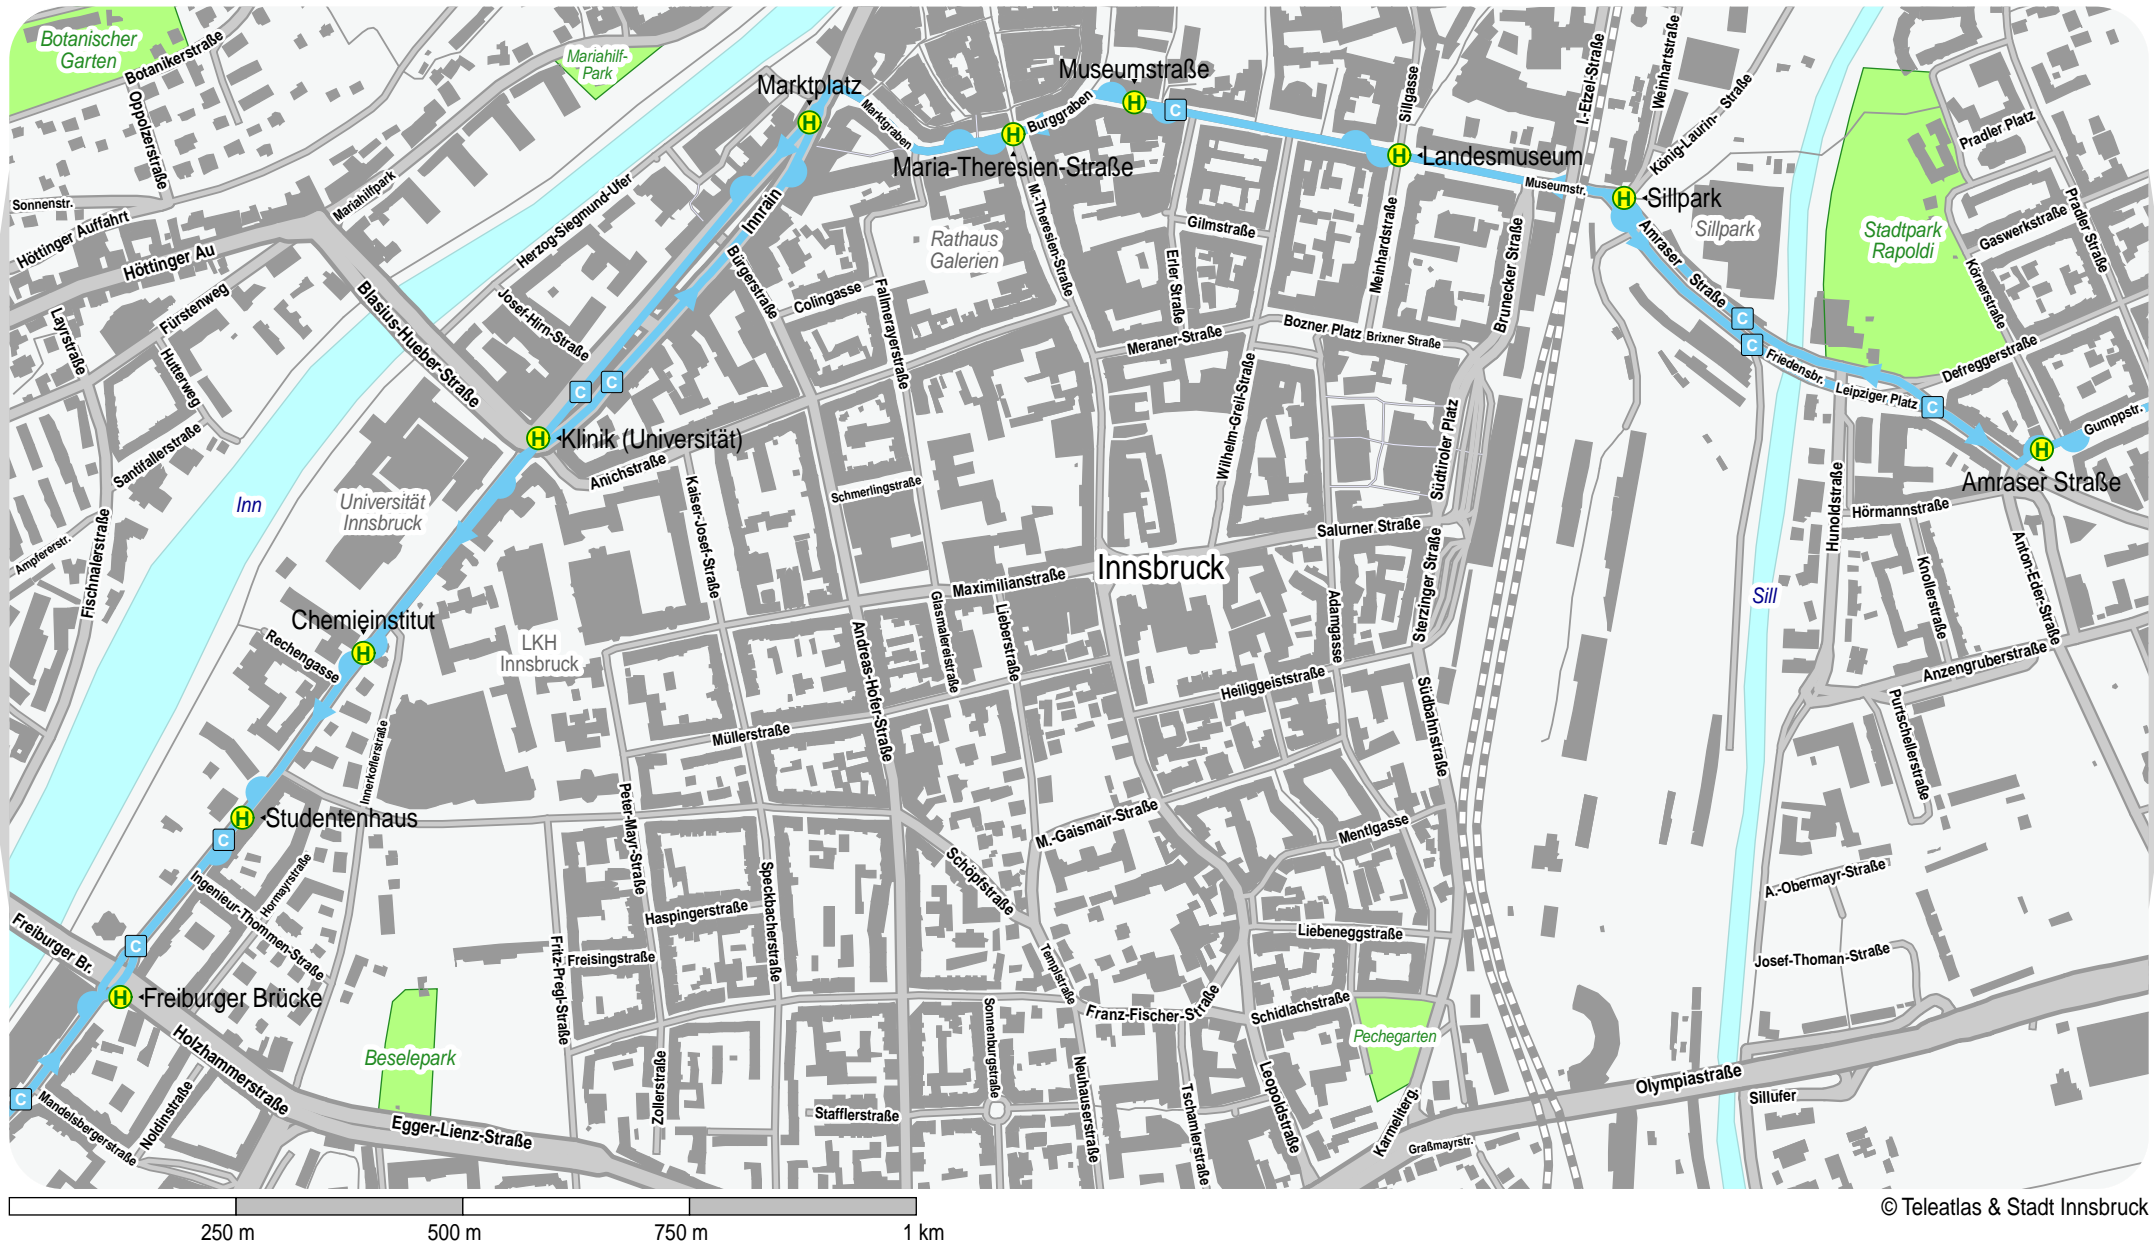 Botanischer
Garten
Botanikerstraße
Oppolzerstraße
Mariahilf-
Park
Marktplatz
H
Marktgraben
Museumstraße
H
C
Burggraben
H
Maria-Theresien-Straße
Sillgasse
H
Landesmuseum
I.-Etzel-Straße
Weinhartstraße
König-Laurin- Straße
Museumstr.
H
Sillpark
Sillpark
Stadtpark
Rapoldi
Pradler Platz
Pradler Straße
Gaswerkstraße
Körnerstraße
Sonnenstr.
Höttinger Auffahrt
Höttinger Au
Mariahilfpark
Herzog-Siegmund-Ufer
Innrain
Bürgerstraße
Rathaus
Galerien
M.-Theresien-Straße
Gilmstraße
Erler Straße
Meinhardstraße
Brunecker Straße
Amraser Straße
C
C
Friedensbr.
Leipziger Platz
C
Defreggerstraße
Gumppstr.
H
Amraser Straße
Layrstraße
Fürstenweg
Hutterweg
Blasius-Hueber-Straße
Josef-Hirn-Straße
Colingasse
Fallmerayerstraße
Meraner-Straße
Bozner Platz
Brixner Straße
Wilhelm-Greil-Straße
Südtiroler Platz
C
C
H
Klinik (Universität)
Anichstraße
Santifallerstraße
Inn
Universität
Innsbruck
Kaiser-Josef-Straße
Schmerlingstraße
Salurner Straße
Hunoldstraße
Hörmannstraße
Ampfererstr.
Fischnalerstraße
Innsbruck
Maximilianstraße
Sterzinger Straße
Knollerstraße
Anton-Eder-Straße
Sill
Chemieinstitut
H
Rechengasse
LKH
Innsbruck
Andreas-Hofer-Straße
Glasmalereistraße
Lieberstraße
Adamgasse
Anzengruberstraße
Heiliggeiststraße
Südbahnstraße
Purtschellerstraße
Innerkoflerstraße
Müllerstraße
H
Studentenhaus
C
Peter-Mayr-Straße
M.-Gaismair-Straße
Mentlgasse
Schöpfstraße
Ingenieur-Thommen-Straße
Hormayrstraße
Speckbacherstraße
Haspingerstraße
A.-Obermayr-Straße
Freiburger Br.
C
Fritz-Pregl-Straße
Freisingstraße
Templstraße
Liebeneggstraße
Josef-Thoman-Straße
H
Freiburger Brücke
Sonnenburgstraße
Franz-Fischer-Straße
Schidlachstraße
Holzhammerstraße
Beselepark
Pechegarten
Zollerstraße
Neuhauserstraße
Leopoldstraße
Olympiastraße
C
Mandelsbergerstraße
Noldinstraße
Tschamlerstraße
Karmeliterg.
Sillufer
Stafflerstraße
Egger-Lienz-Straße
Graßmayrstr.
© Teleatlas & Stadt Innsbruck
250 m
500 m
750 m
1 km